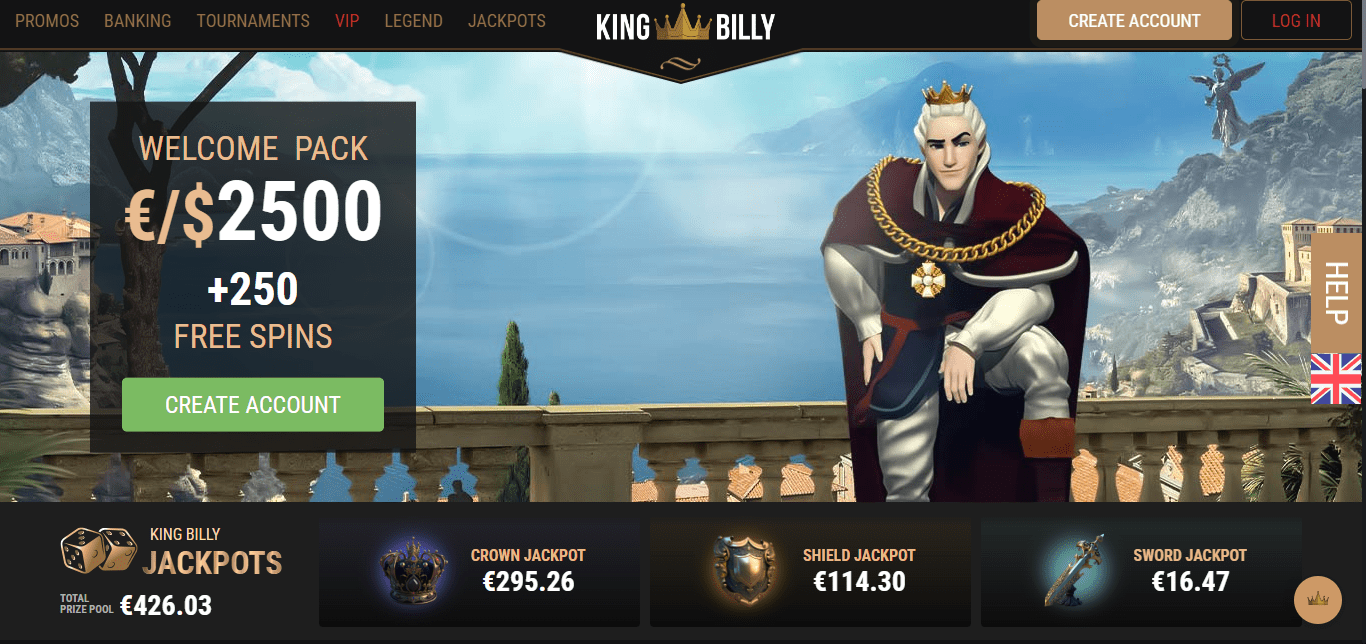 PROMOS BANKING TOURNAMENTS VIP LEGEND JACKPOTS
KING BILLY
CREATE ACCOUNT LOG IN
WELCOME PACK
€/$2500
+250
FREE SPINS
CREATE ACCOUNT
HELP
KING BILLY
JACKPOTS
TOTAL
PRIZE POOL €426.03
CROWN JACKPOT
€295.26
SHIELD JACKPOT
€114.30
SWORD JACKPOT
€16.47